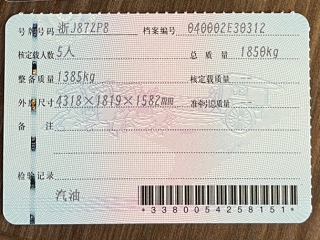 号牌号码 浙J87ZP8 档案编号 040002E30312
核定载人数 5人 总质量 1850kg
整备质量 1385kg 核定载质量 --
外廓尺寸 4318×1819×1582mm 准牵引总质量 --
备注
检验记录
汽油
*3380054258151*